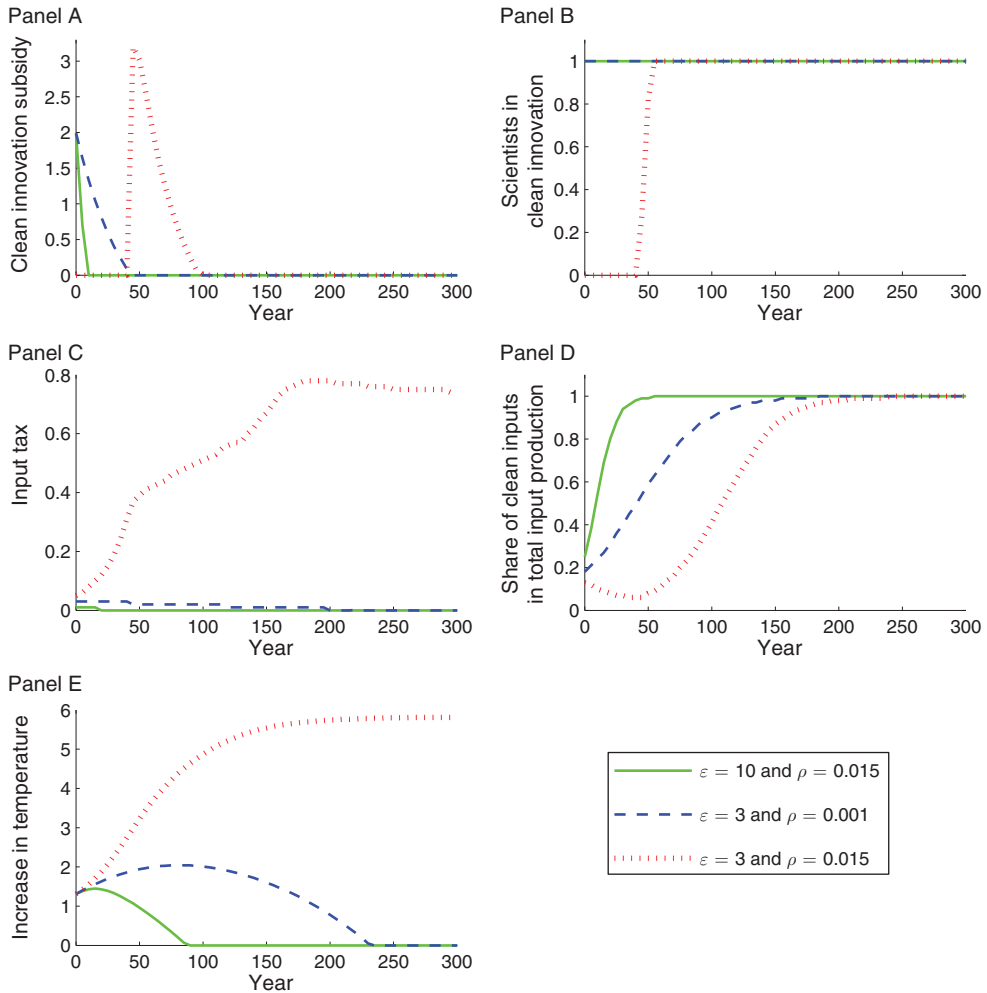 Panel A
Clean innovation subsidy
3
2.5
2
1.5
1
0.5
0
0 50 100 150 200 250 300
Year
Panel B
Scientists in
clean innovation
1
0.8
0.6
0.4
0.2
0
0 50 100 150 200 250 300
Year
Panel C
Input tax
0.8
0.6
0.4
0.2
0
0 50 100 150 200 250 300
Year
Panel D
Share of clean inputs
in total input production
1
0.8
0.6
0.4
0.2
0
0 50 100 150 200 250 300
Year
Panel E
Increase in temperature
6
5
4
3
2
1
0
0 50 100 150 200 250 300
Year
ε = 10 and ρ = 0.015
ε = 3 and ρ = 0.001
ε = 3 and ρ = 0.015